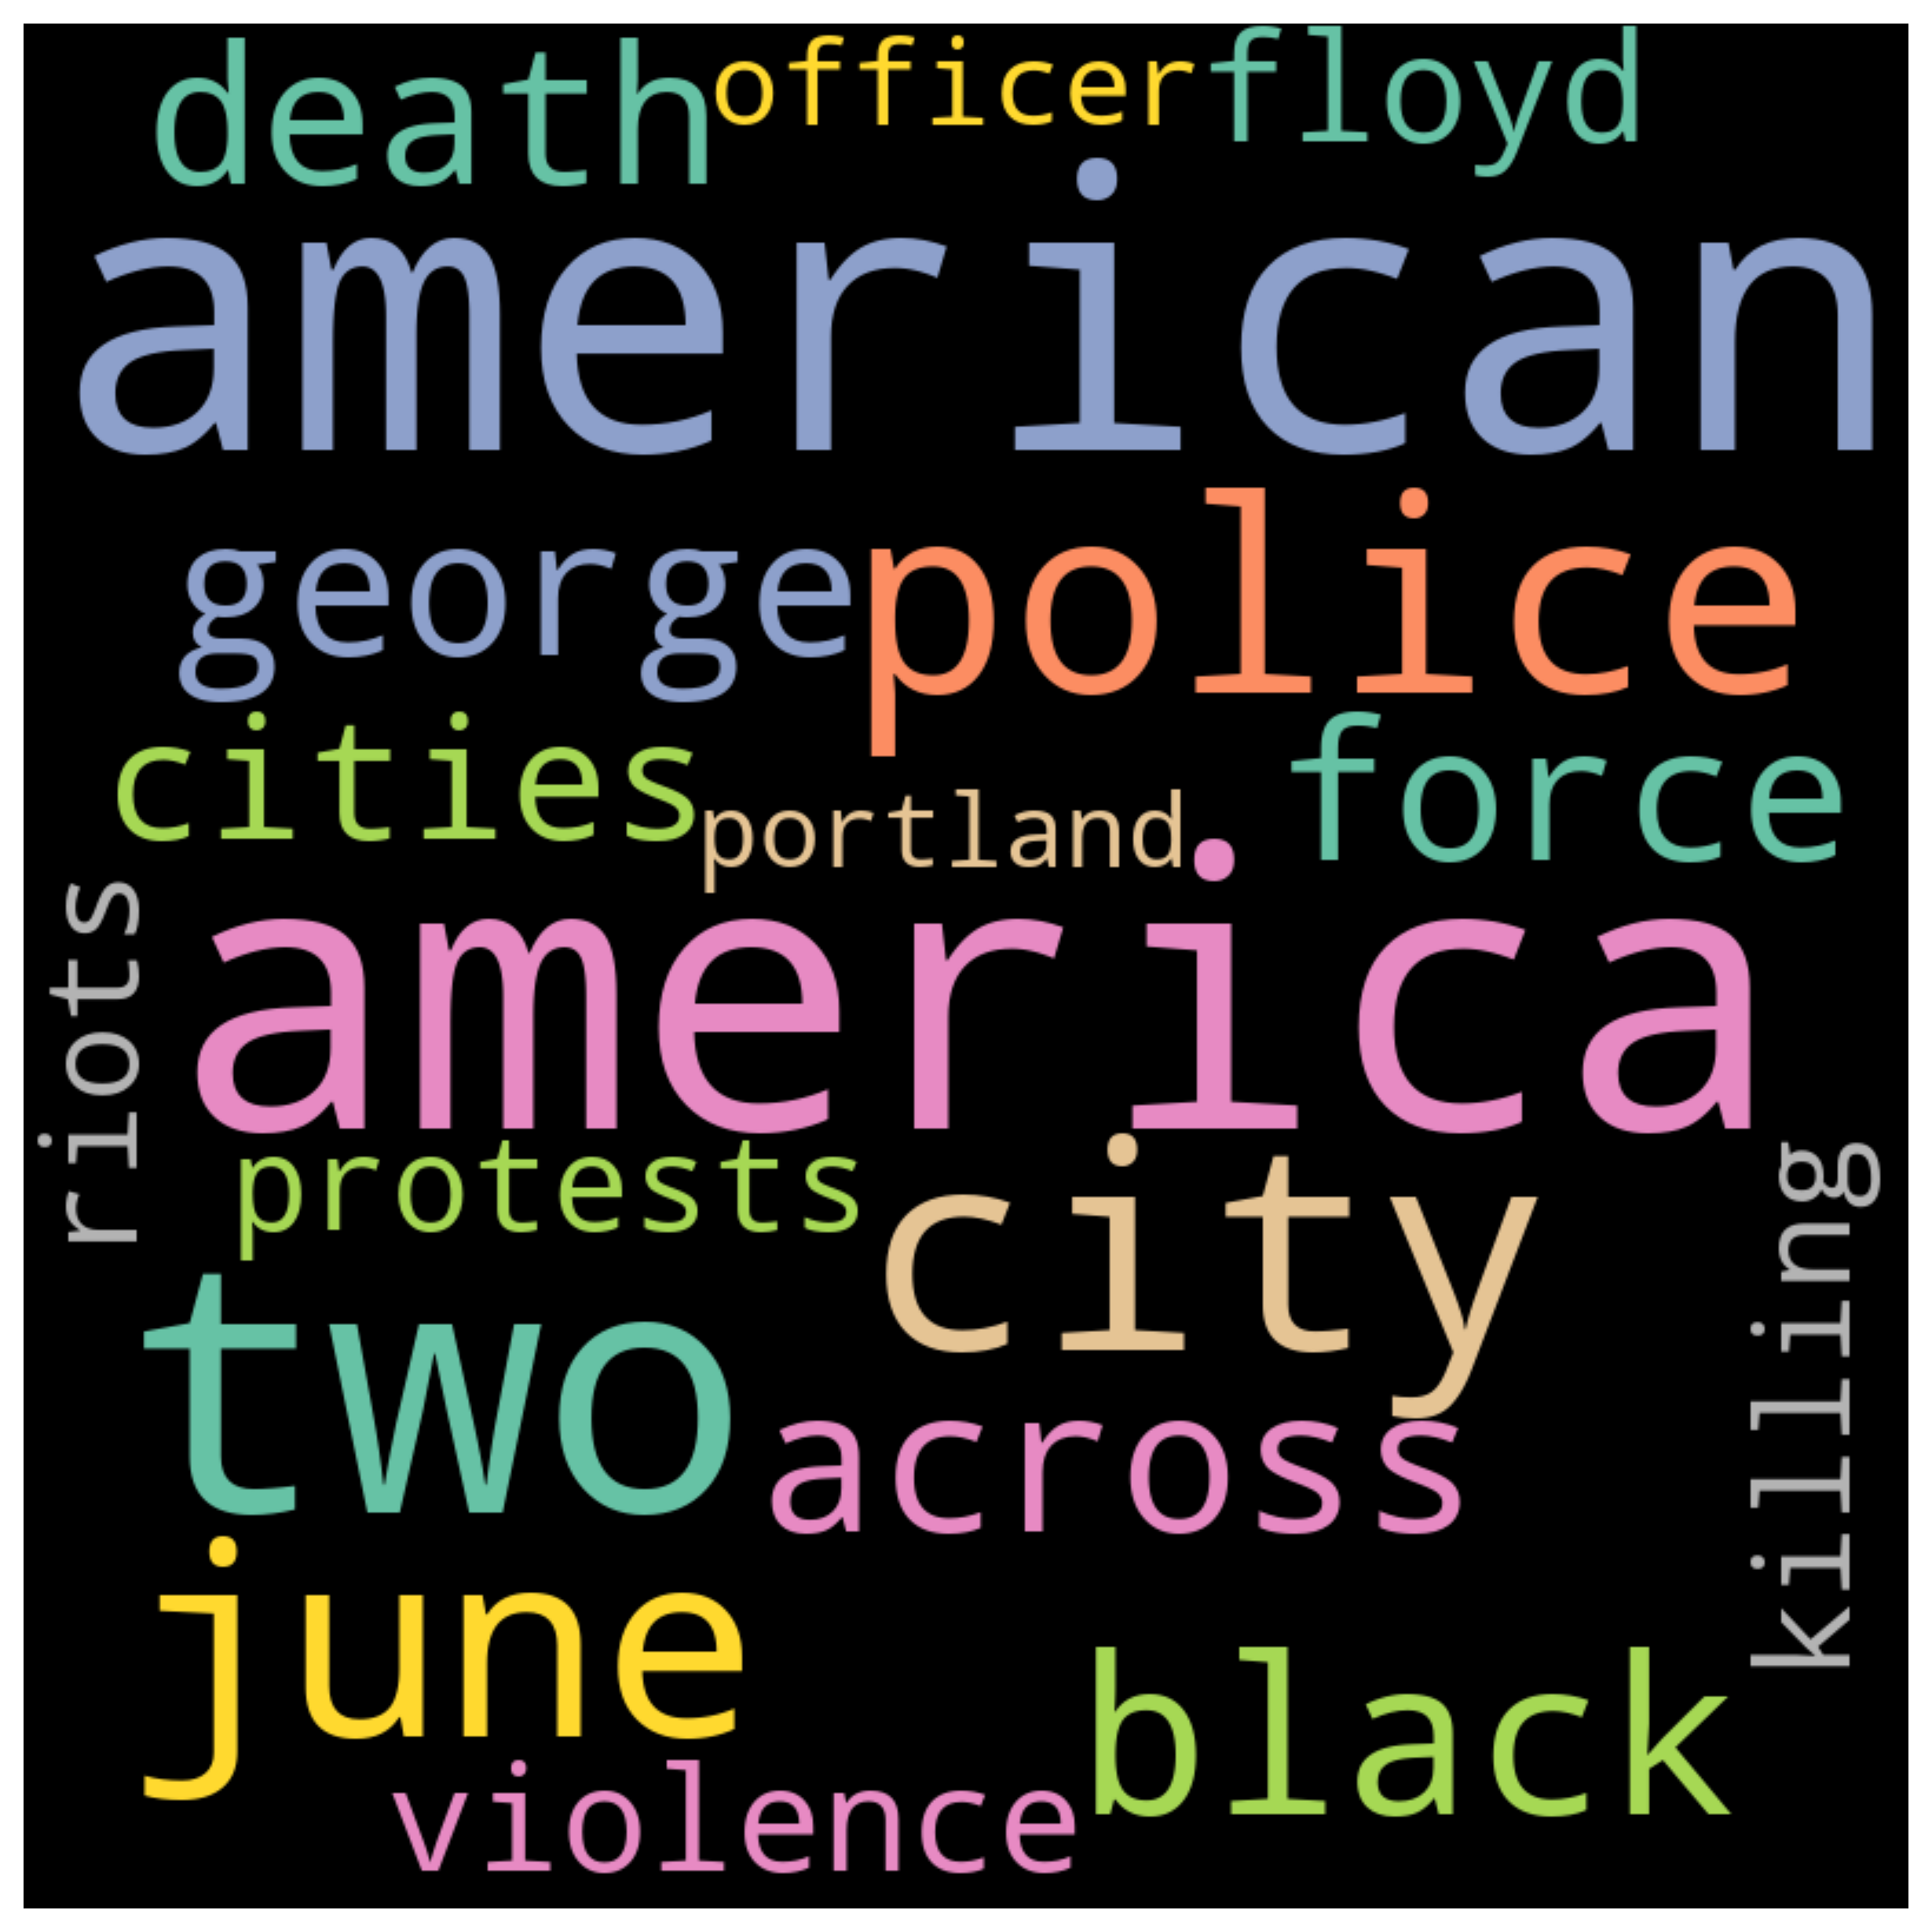 death officer floyd
american
george police
cities portland force
riots
america
protests city
killing
two across
june black
violence